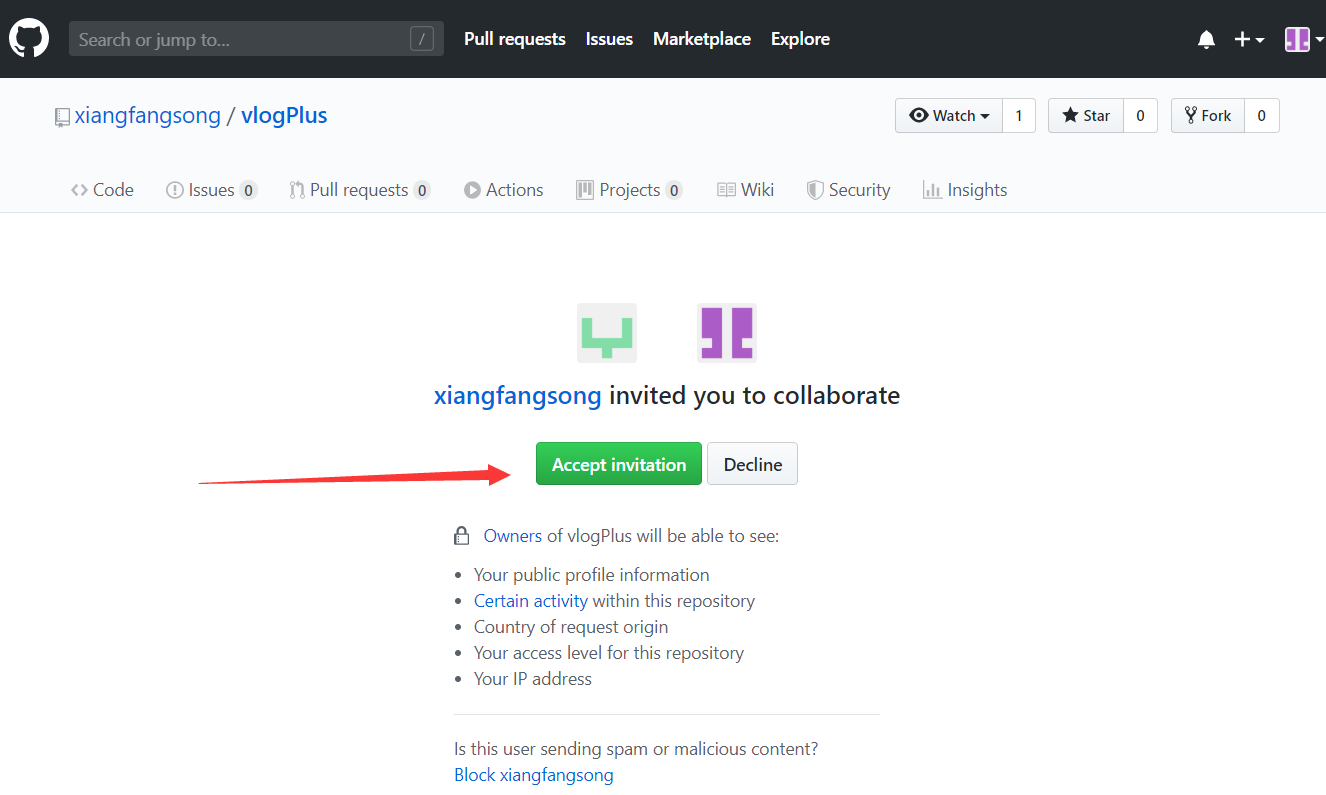 Search or jump to... / Pull requests Issues Marketplace Explore
xiangfangsong / vlogPlus Watch 1 Star 0 Fork 0
Code Issues 0 Pull requests 0 Actions Projects 0 Wiki Security Insights
xiangfangsong invited you to collaborate
Accept invitation Decline
Owners of vlogPlus will be able to see:
• Your public profile information
• Certain activity within this repository
• Country of request origin
• Your access level for this repository
• Your IP address
Is this user sending spam or malicious content?
Block xiangfangsong